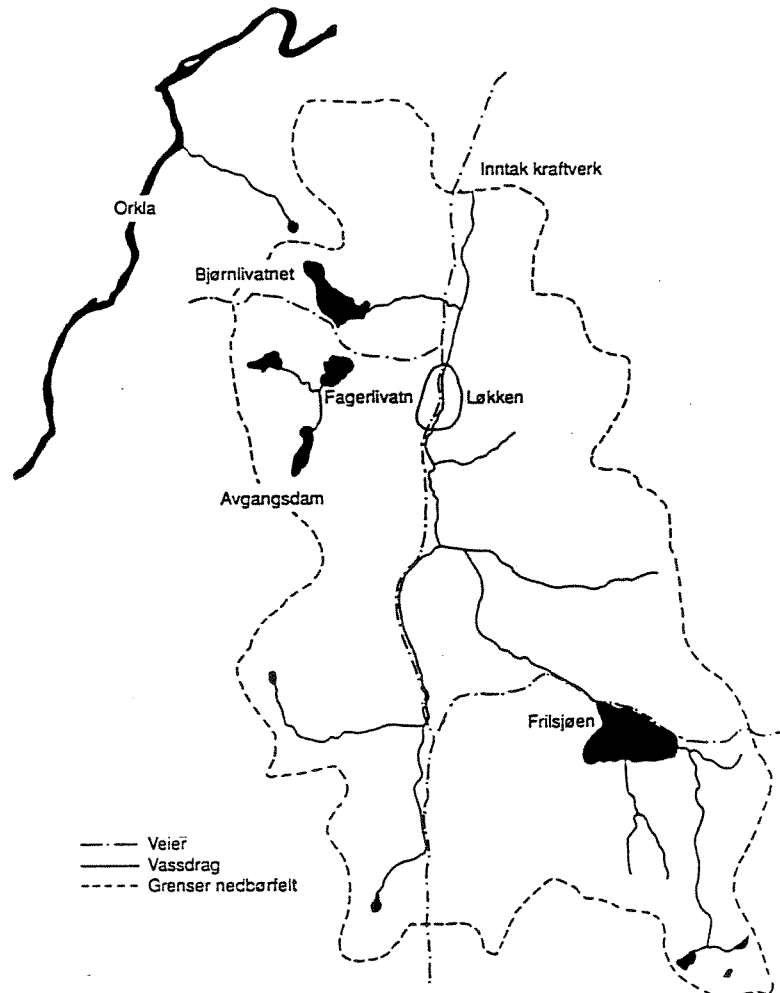 Inntak kraftverk
Orkla
Bjørnlivatnet
Fagerlivatn
Løkken
Avgangsdam
Frilsjøen
Veier
Vassdrag
Grenser nedbørfelt